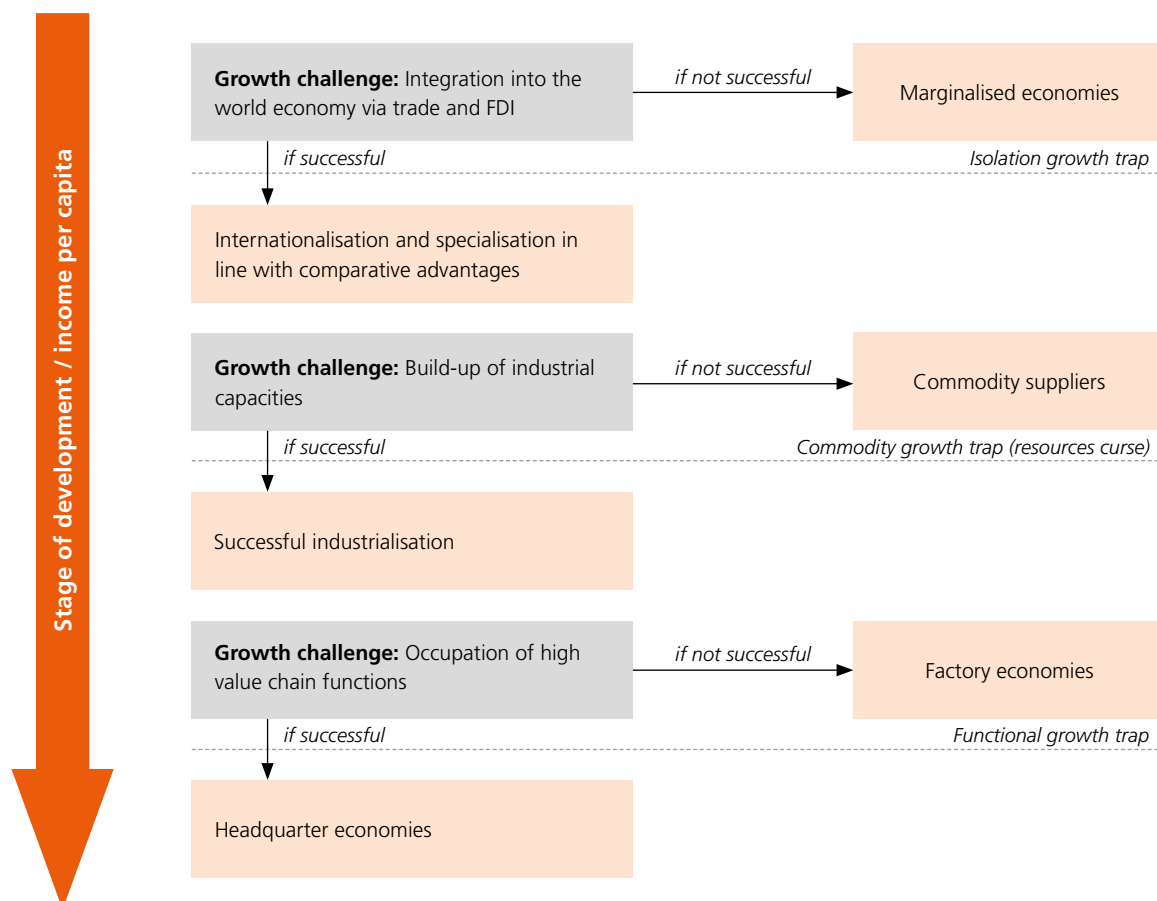 Stage of development / income per capita
Growth challenge: Integration into the
world economy via trade and FDI
if not successful
Marginalised economies
if successful
Isolation growth trap
Internationalisation and specialisation in
line with comparative advantages
Growth challenge: Build-up of industrial
capacities
if not successful
Commodity suppliers
if successful
Commodity growth trap (resources curse)
Successful industrialisation
Growth challenge: Occupation of high
value chain functions
if not successful
Factory economies
if successful
Functional growth trap
Headquarter economies